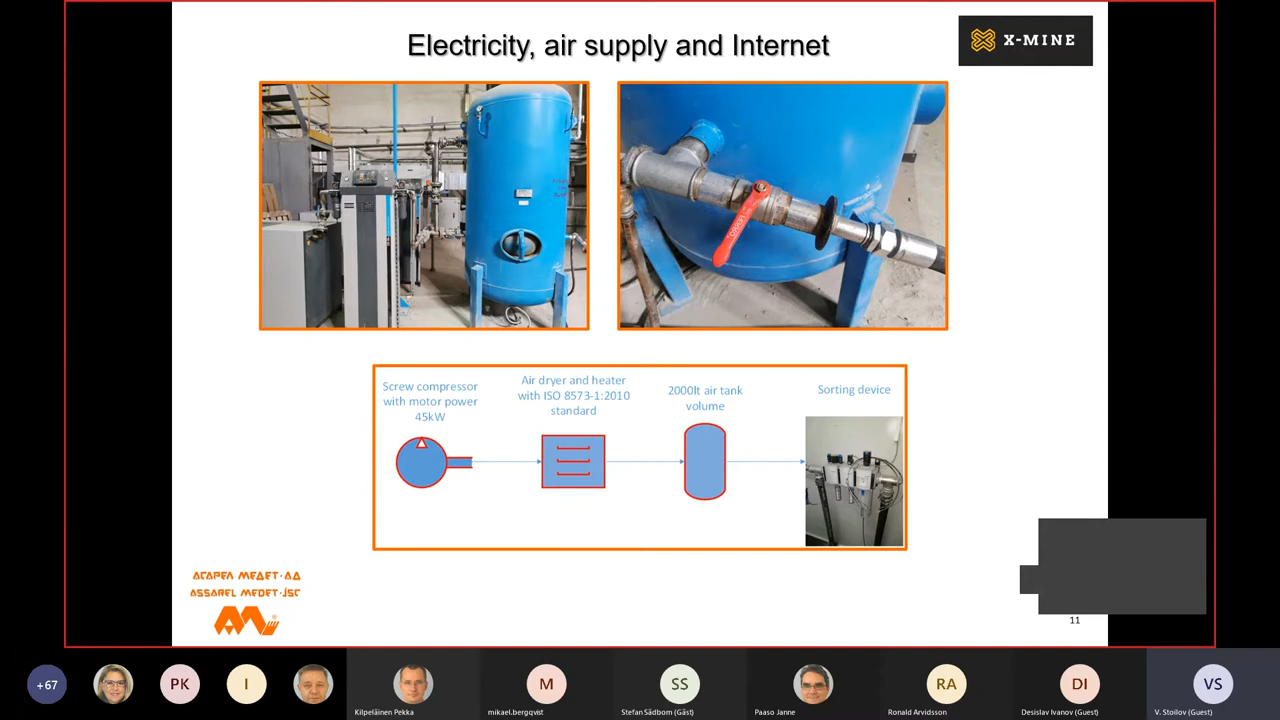 Electricity, air supply and Internet
X-MINE
Screw compressor
with motor power
45kW
Air dryer and heater
with ISO 8573-1:2010
standard
2000lt air tank
volume
Sorting device
АСАРЕЛ МЕДЕТ·АД
ASSAREL MEDET·JSC
11
+67
PK
I
M
SS
RA
DI
VS
Kilpeläinen Pekka
mikael.bergqvist
Stefan Sädbom (Gäst)
Paaso Janne
Ronald Arvidsson
Desislav Ivanov (Guest)
V. Stoilov (Guest)